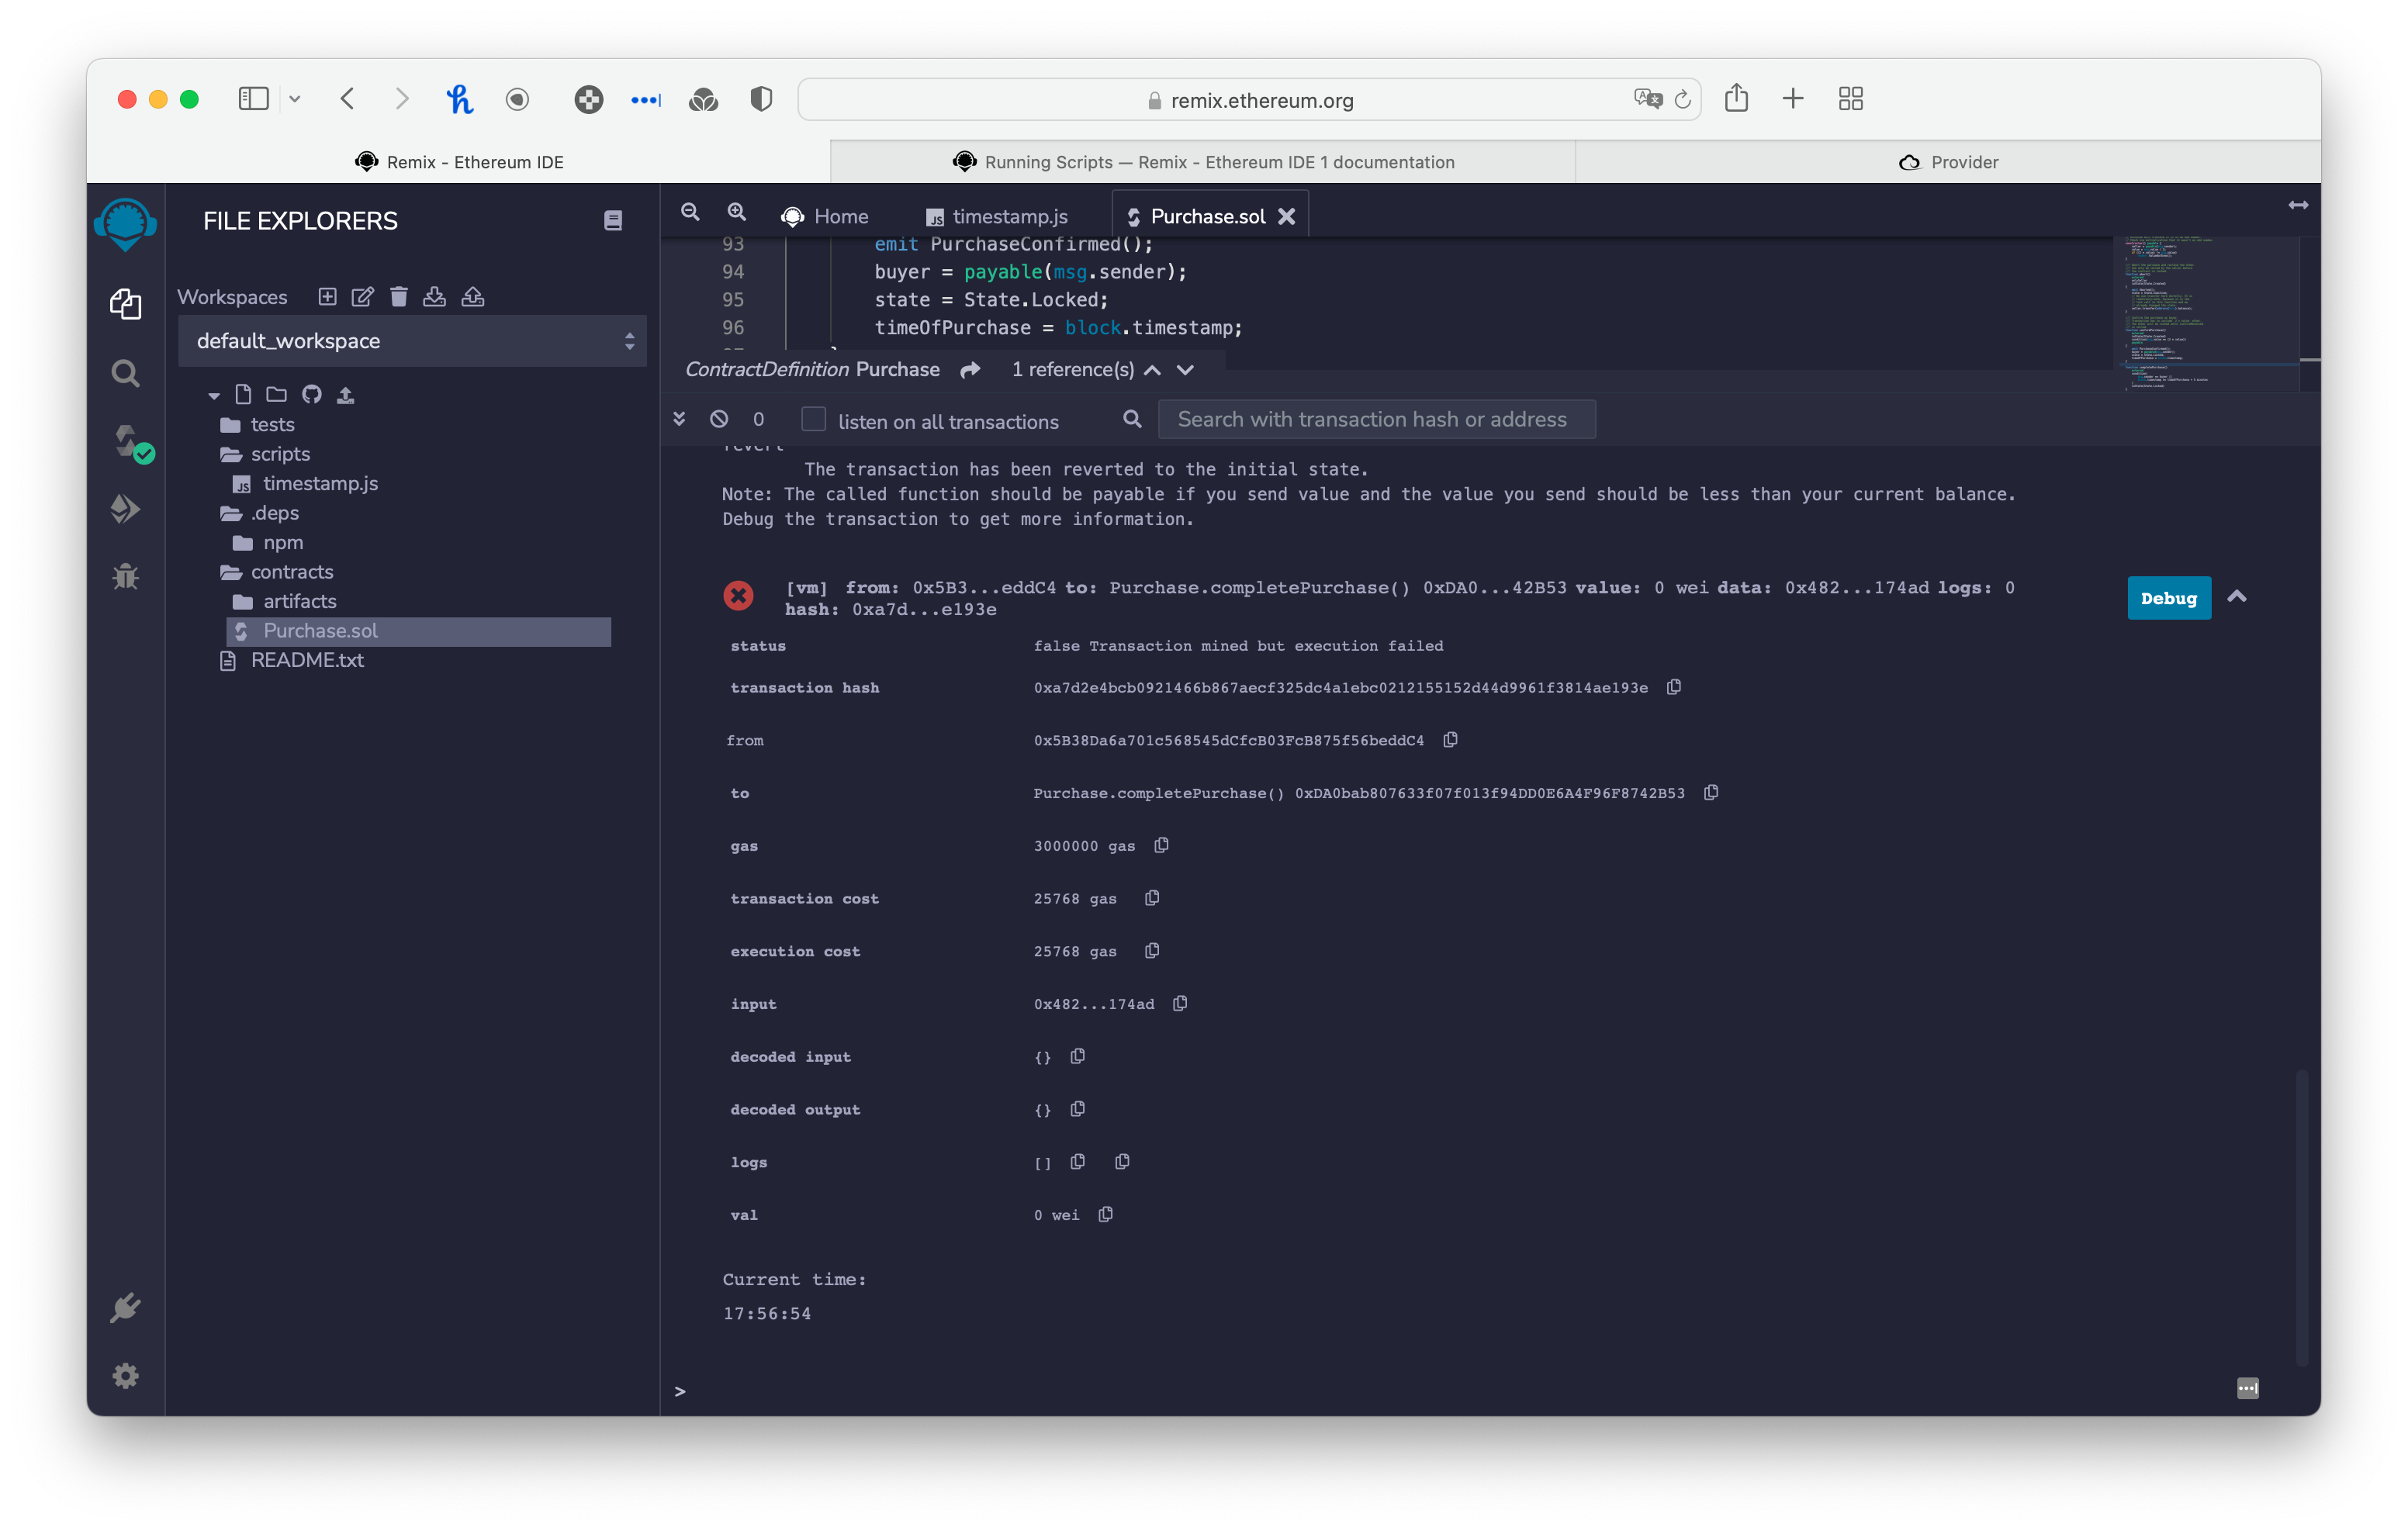 remix.ethereum.org
Remix - Ethereum IDE
Running Scripts — Remix - Ethereum IDE 1 documentation
Provider
FILE EXPLORERS
Workspaces
default_workspace
tests
scripts
timestamp.js
.deps
npm
contracts
artifacts
Purchase.sol
README.txt
Home
timestamp.js
Purchase.sol
93 emit PurchaseConfirmed();
94 buyer = payable(msg.sender);
95 state = State.Locked;
96 timeOfPurchase = block.timestamp;
ContractDefinition Purchase 1 reference(s)
0 listen on all transactions Search with transaction hash or address
revert
The transaction has been reverted to the initial state.
Note: The called function should be payable if you send value and the value you send should be less than your current balance.
Debug the transaction to get more information.
[vm] from: 0x5B3...eddC4 to: Purchase.completePurchase() 0xDA0...42B53 value: 0 wei data: 0x482...174ad logs: 0
hash: 0xa7d...e193e
Debug
status false Transaction mined but execution failed
transaction hash 0xa7d2e4bcb0921466b867aecf325dc4a1ebc0212155152d44d9961f3814ae193e
from 0x5B38Da6a701c568545dCfcB03FcB875f56beddC4
to Purchase.completePurchase() 0xDA0bab807633f07f013f94DD0E6A4F96F8742B53
gas 3000000 gas
transaction cost 25768 gas
execution cost 25768 gas
input 0x482...174ad
decoded input {}
decoded output {}
logs []
val 0 wei
Current time:
17:56:54
>